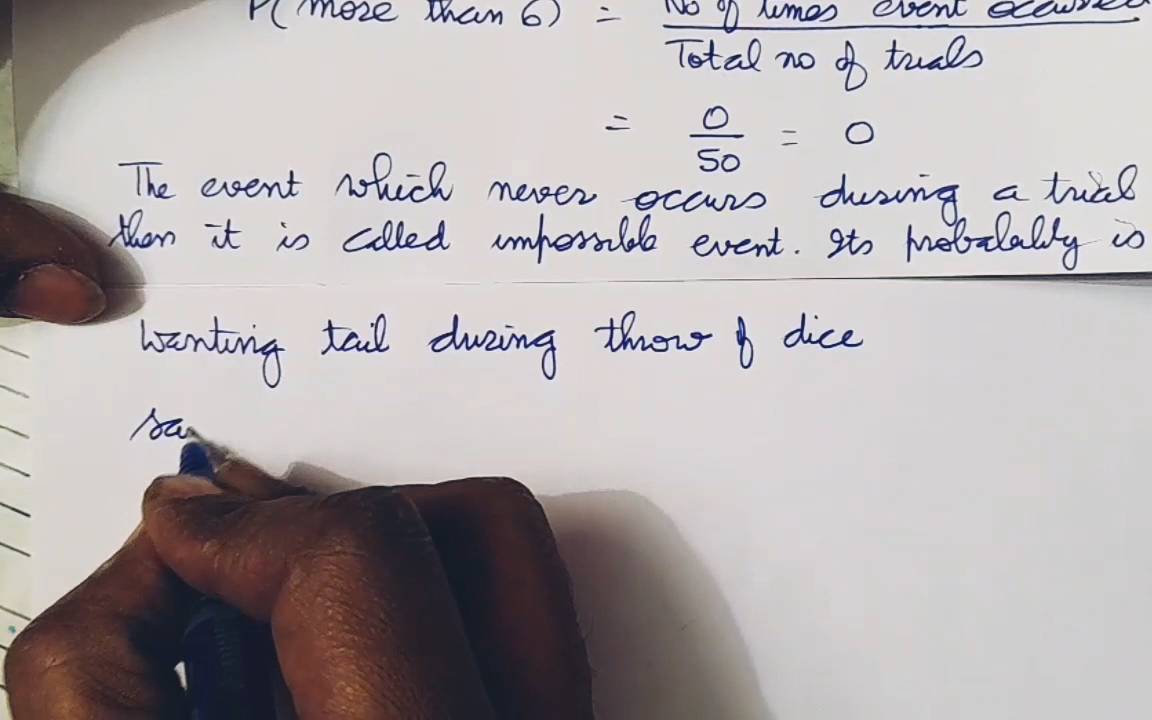 P( more than 6) = No of times event occurred
Total no of trials
= 0/50 = 0
The event which never occurs during a trial
then it is called impossible event. Its probability is
Wanting tail during throw of dice
sa